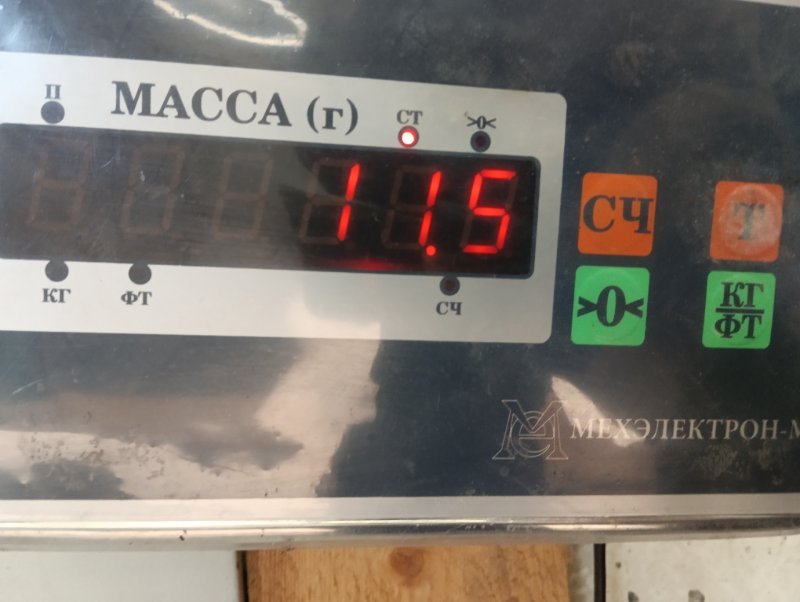 П
МАССА (г)
СТ
>0<
11.5
КГ
ФТ
СЧ
СЧ
Т
>0<
КГ
ФТ
МЕХЭЛЕКТРОН-М